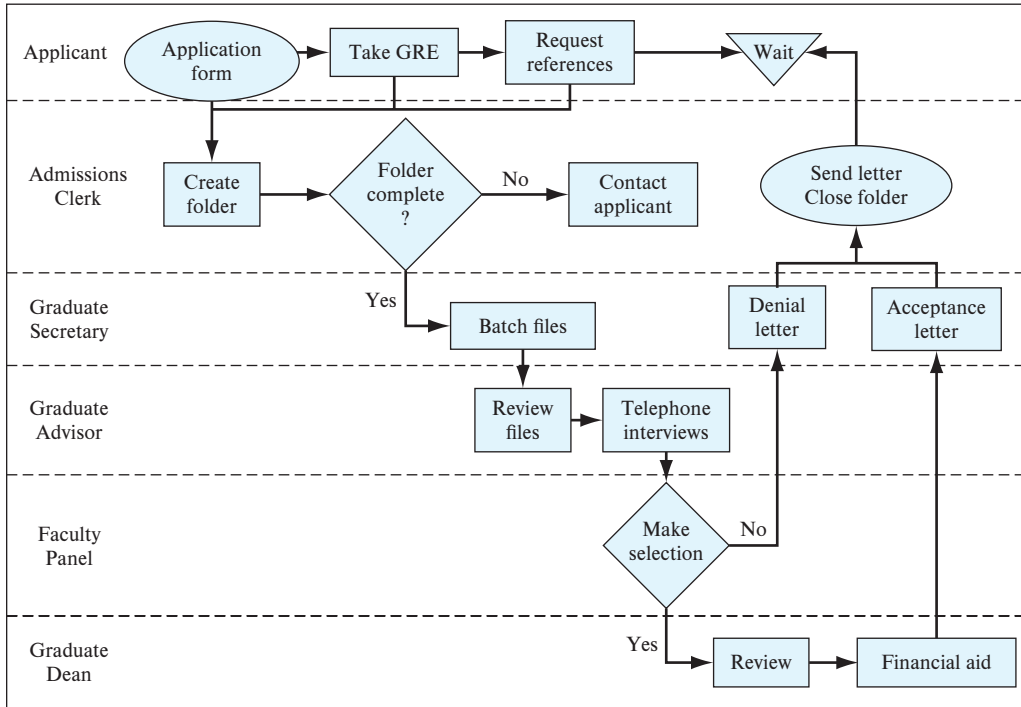 Applicant
Application
form
Take GRE
Request
references
Wait
Admissions
Clerk
Create
folder
Folder
complete
?
No
Contact
applicant
Send letter
Close folder
Graduate
Secretary
Yes
Batch files
Denial
letter
Acceptance
letter
Graduate
Advisor
Review
files
Telephone
interviews
Faculty
Panel
Make
selection
No
Graduate
Dean
Yes
Review
Financial aid